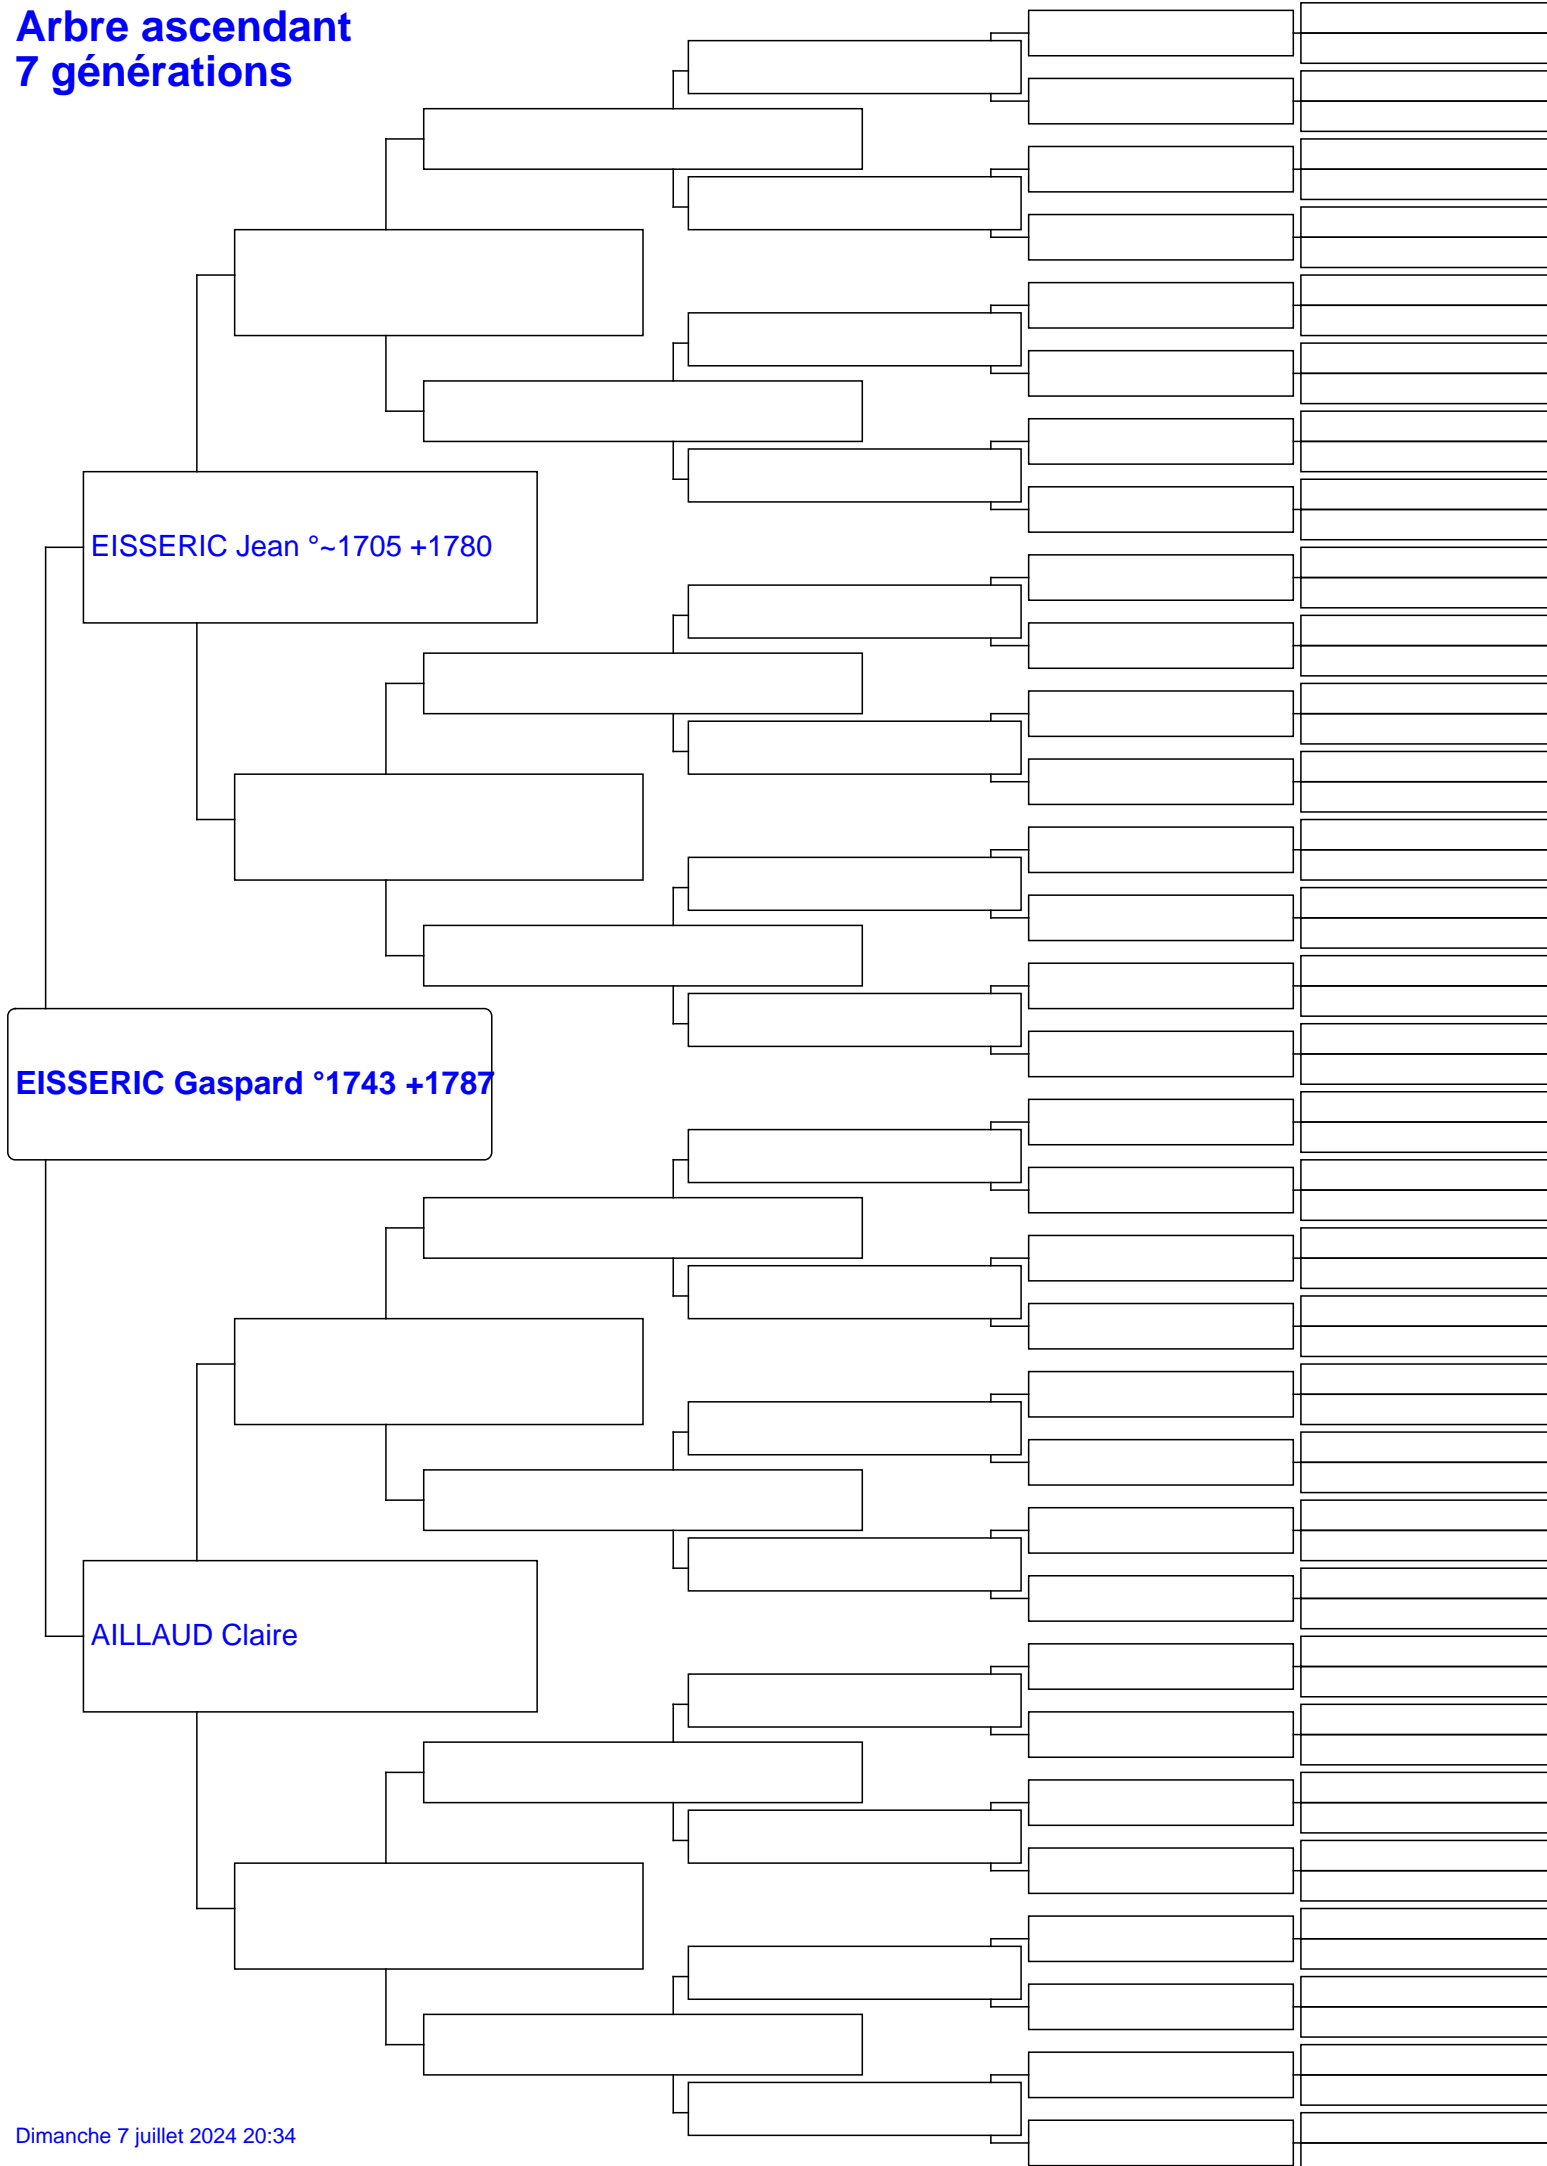 Arbre ascendant
7 générations
EISSERIC Jean °~1705 +1780
EISSERIC Gaspard °1743 +1787
AILLAUD Claire
Dimanche 7 juillet 2024 20:34